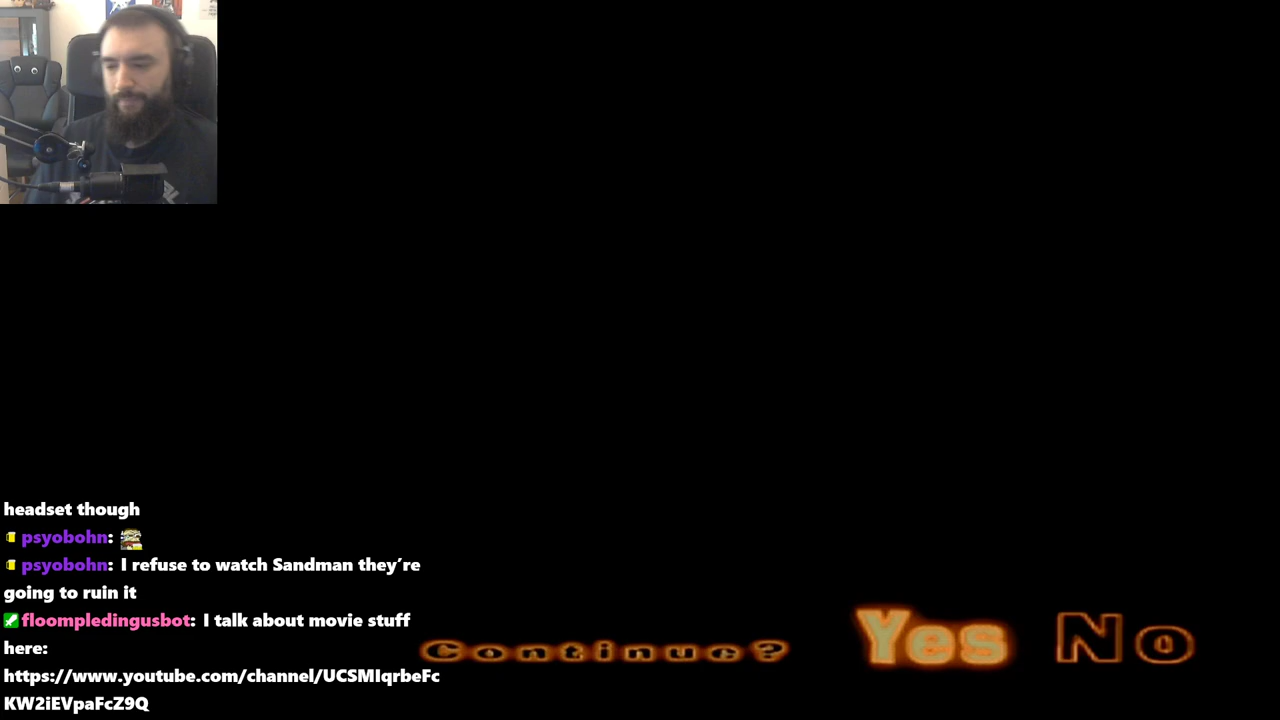 headset though
psyobohn:
psyobohn: I refuse to watch Sandman they're
going to ruin it
floompledingusbot: I talk about movie stuff
here:
https://www.youtube.com/channel/UCSMIqrbeFc
KW2iEVpaFcZ9Q
Continue? Yes No